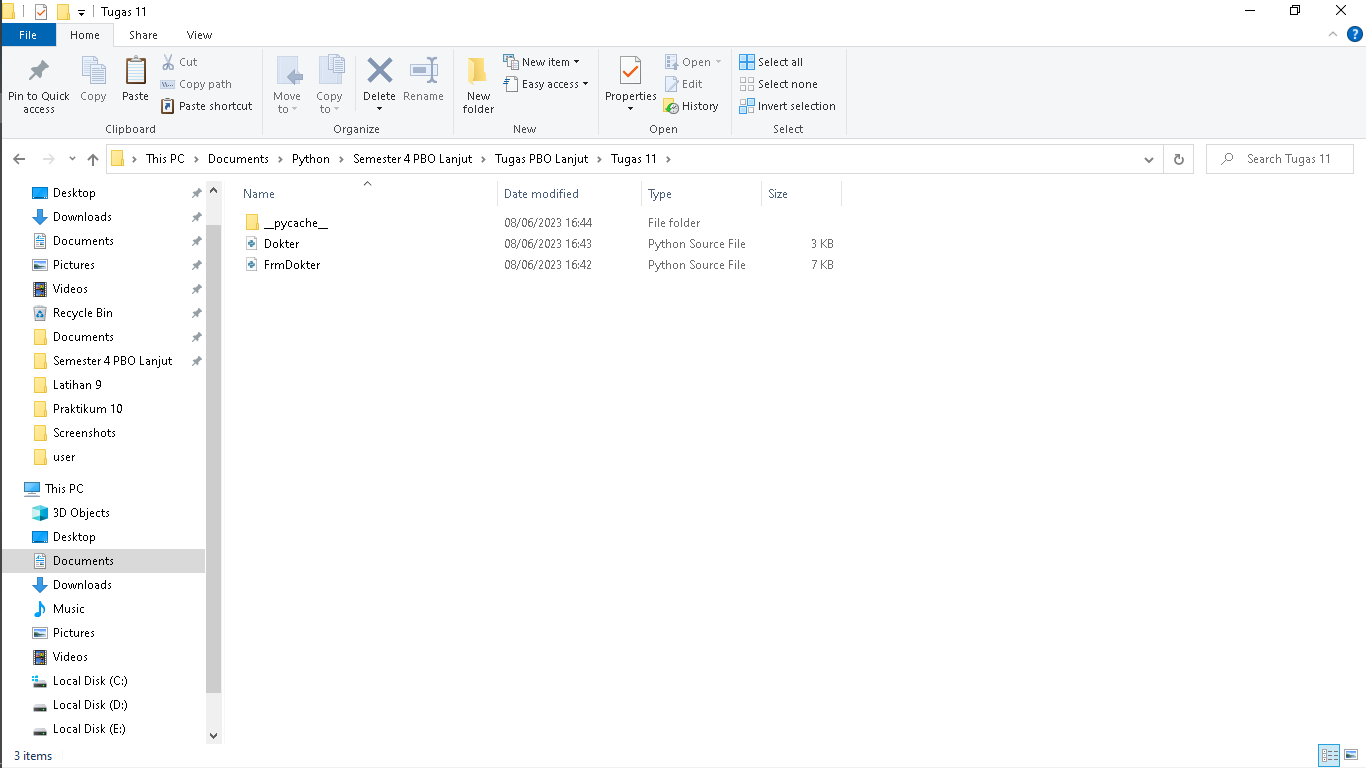 Tugas 11
File Home Share View
Pin to Quick access
Copy
Paste
Cut
Copy path
Paste shortcut
Clipboard
Move to
Copy to
Delete
Rename
Organize
New folder
New item
Easy access
New
Properties
Open
Edit
History
Open
Select all
Select none
Invert selection
Select
This PC > Documents > Python > Semester 4 PBO Lanjut > Tugas PBO Lanjut > Tugas 11 >
Search Tugas 11
Desktop
Downloads
Documents
Pictures
Videos
Recycle Bin
Documents
Semester 4 PBO Lanjut
Latihan 9
Praktikum 10
Screenshots
user
This PC
3D Objects
Desktop
Documents
Downloads
Music
Pictures
Videos
Local Disk (C:)
Local Disk (D:)
Local Disk (E:)
Name Date modified Type Size
__pycache__ 08/06/2023 16:44 File folder
Dokter 08/06/2023 16:43 Python Source File 3 KB
FrmDokter 08/06/2023 16:42 Python Source File 7 KB
3 items